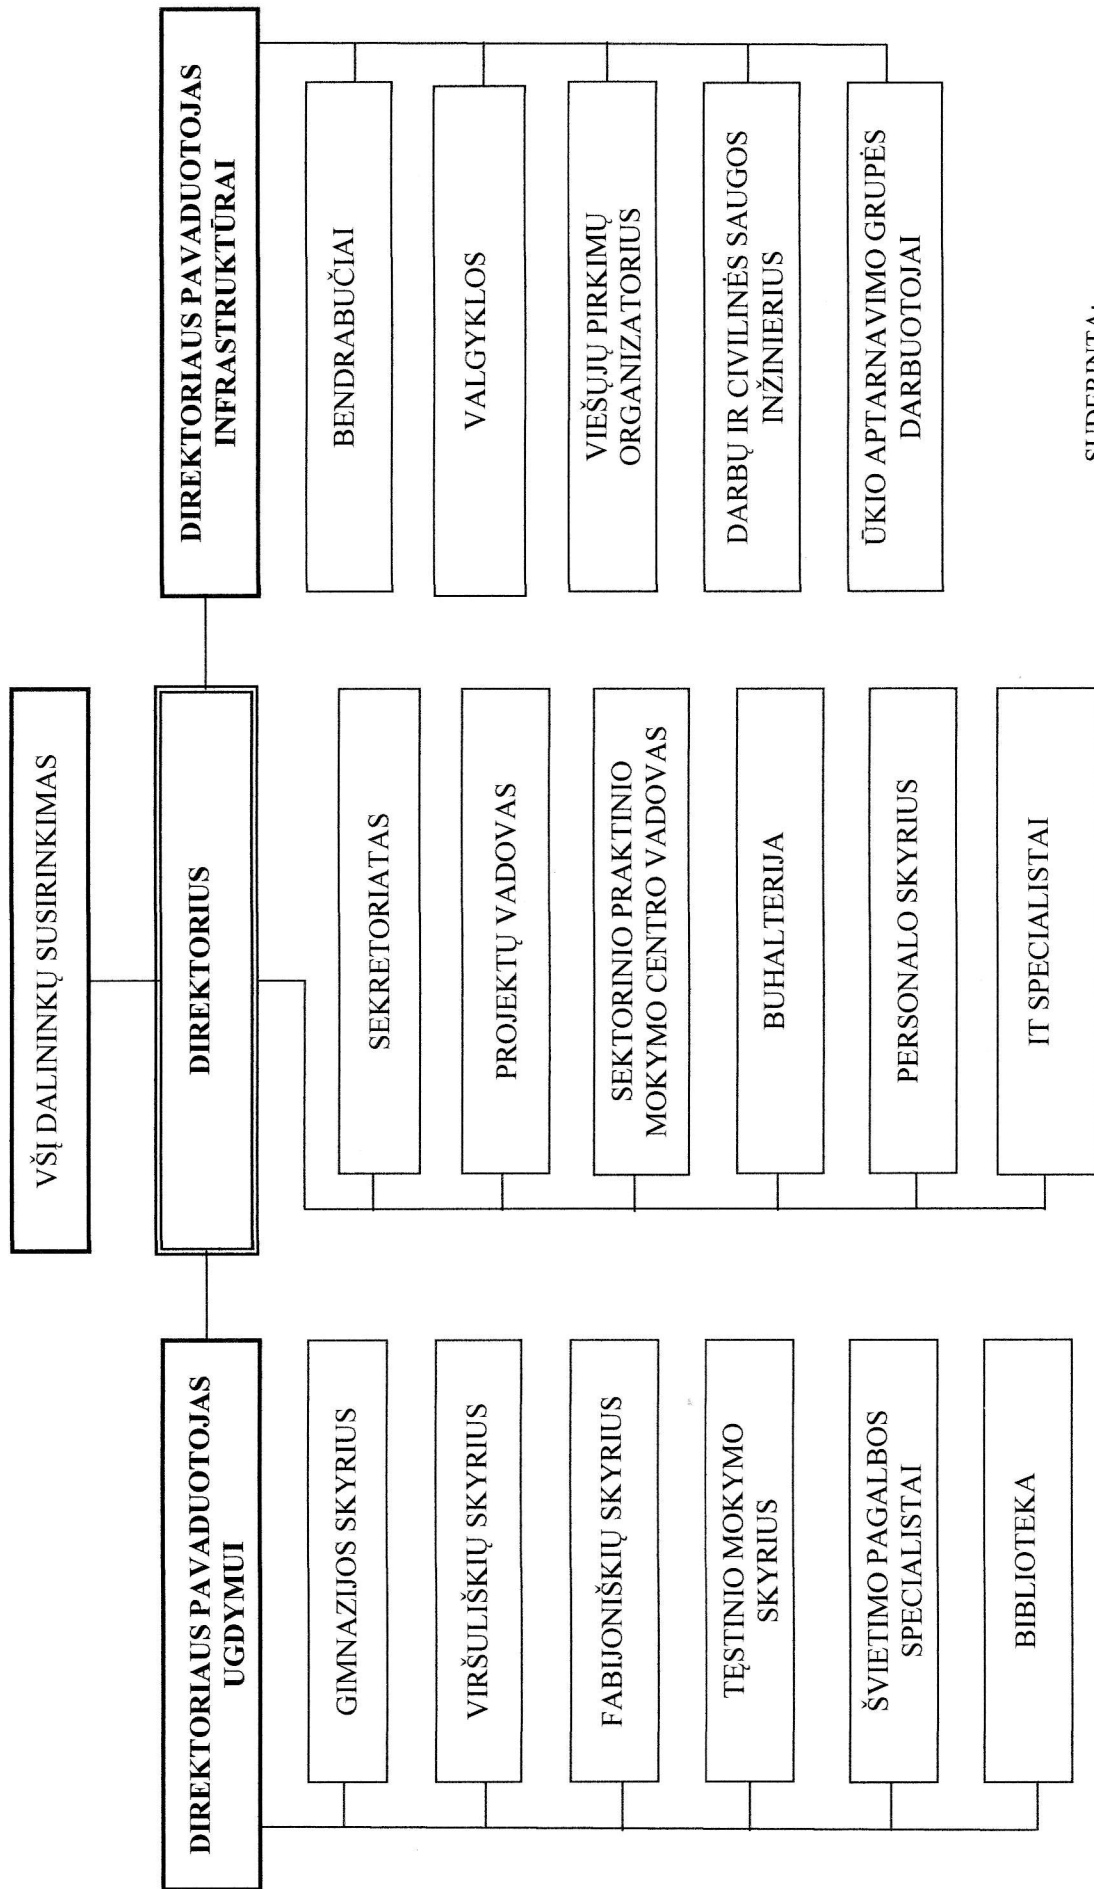 VŠĮ DALININKŲ SUSIRINKIMAS
DIREKTORIAUS PAVADUOTOJAS
UGDYMUI
DIREKTORIUS
DIREKTORIAUS PAVADUOTOJAS
INFRASTRUKTŪRAI
GIMNAZIJOS SKYRIUS
VIRŠULIŠKIŲ SKYRIUS
FABIJONIŠKIŲ SKYRIUS
TĘSTINIO MOKYMO
SKYRIUS
ŠVIETIMO PAGALBOS
SPECIALISTAI
BIBLIOTEKA
SEKRETORIATAS
PROJEKTŲ VADOVAS
SEKTORINIO PRAKTINIO
MOKYMO CENTRO VADOVAS
BUHALTERIJA
PERSONALO SKYRIUS
IT SPECIALISTAI
BENDRABUČIAI
VALGYKLOS
VIEŠŲJŲ PIRKIMŲ
ORGANIZATORIUS
DARBŲ IR CIVILINĖS SAUGOS
INŽINIERIUS
ŪKIO APTARNAVIMO GRUPĖS
DARBUOTOJAI
SUDERINTA: